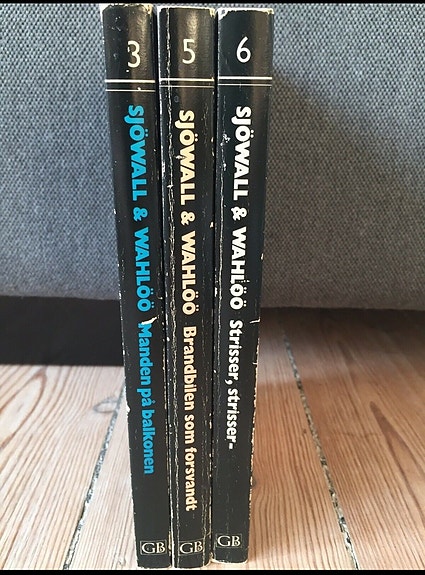 3
SJÖWALL & WAHLÖÖ Manden på balkonen
GB
5
SJÖWALL & WAHLÖÖ Brandbilen som forsvandt
GB
6
SJÖWALL & WAHLÖÖ Strisser, strisser-
GB